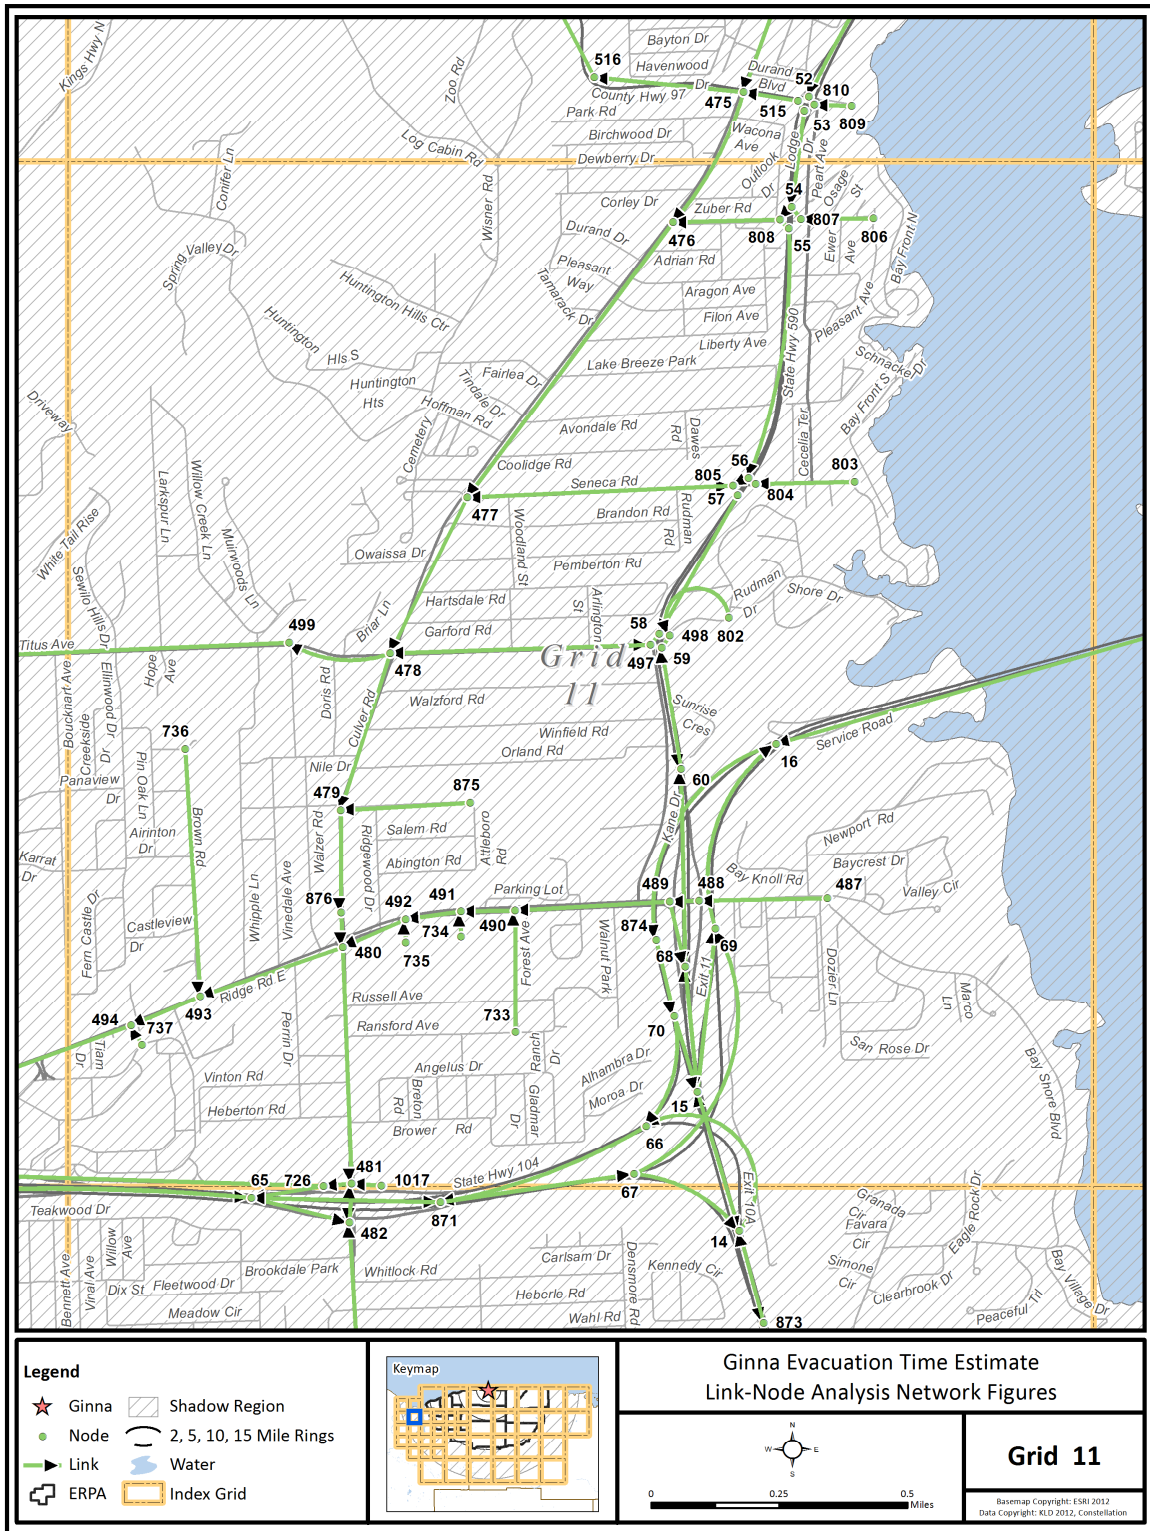 Kings Hwy N
Zoo Rd
516
Bayton Dr
Havenwood
Dr
Durand
Blvd
52
810
County Hwy 97
475
515
53
809
Park Rd
Birchwood Dr
Wacona
Ave
Log Cabin Rd
Dewberry Dr
Outlook
Dr
Lodge
Dr
Peart Ave
Osage
St
Conifer Ln
Wisner Rd
Corley Dr
Zuber Rd
54
807
476
808
55
806
Durand Dr
Ewer
Ave
Bay Front N
Spring
Valley Dr
Pleasant
Way
Adrian Rd
Huntington Hills Ctr
Tamarack Dr
Aragon Ave
Filon Ave
Pleasant Ave
Huntington
Hls S
Liberty Ave
State Hwy 590
Lake Breeze Park
Schnacke Dr
Fairlea Dr
Huntington
Hts
Tindale Dr
Hoffman Rd
Bay Front S
Driveway
Cemetery
Avondale Rd
Dawes
Rd
Cecelia Ter
Larkspur Ln
Willow Creek Ln
Coolidge Rd
56
805
803
Seneca Rd
57
804
477
White Tail Rise
Muirwoods Ln
Woodland St
Brandon Rd
Rudman
Rd
Owaissa Dr
Pemberton Rd
Sewilo Hills Dr
Hartsdale Rd
Arlington
St
Rudman
Dr
Shore Dr
Briar Ln
499
Garford Rd
58
498
802
Titus Ave
478
Grid
11
497
59
Boucknart Ave
Ellinwood Dr
Hope
Ave
Doris Rd
Culver Rd
Walzford Rd
Sunrise
Cres
Creekside
Dr
736
Winfield Rd
Orland Rd
Service Road
16
Panaview
Dr
Pin Oak Ln
Nile Dr
60
479
875
Kane Dr
Airinton
Dr
Brown Rd
Walzer Rd
Ridgewood Dr
Salem Rd
Attleboro
Rd
Newport Rd
Karrat
Dr
Abington Rd
Baycrest Dr
Bay Knoll Rd
Valley Cir
Fern Castle Dr
Whipple Ln
Vinedale Ave
876
492
491
Parking Lot
489
488
487
Castleview
Dr
734
490
874
480
735
Forest Ave
Walnut Park
68
69
Exit 11
Dozier Ln
Ridge Rd E
493
Russell Ave
Marco
Ln
494
737
Ransford Ave
733
70
Tiam
Dr
Perrin Dr
San Rose Dr
Vinton Rd
Angelus Dr
Ranch
Dr
Alhambra Dr
Bay Shore Blvd
Heberton Rd
Breton
Rd
Gladmar
Dr
Moroa Dr
15
Brower Rd
66
65
726
481
1017
State Hwy 104
67
Exit 10A
Teakwood Dr
871
Granada
Cir
Favara
Cir
Eagle Rock Dr
482
14
Willow
Ave
Bennett Ave
Vinal Ave
Brookdale Park
Whitlock Rd
Carlsam Dr
Densmore Rd
Kennedy Cir
Simone
Cir
Bay Village Dr
Dix St
Fleetwood Dr
Heberle Rd
Clearbrook Dr
Meadow Cir
Wahl Rd
873
Peaceful Trl
Legend
Ginna
Shadow Region
Node
2, 5, 10, 15 Mile Rings
Link
Water
ERPA
Index Grid
Keymap
Ginna Evacuation Time Estimate
Link-Node Analysis Network Figures
N
W E
S
0 0.25 0.5
Miles
Grid 11
Basemap Copyright: ESRI 2012
Data Copyright: KLD 2012, Constellation